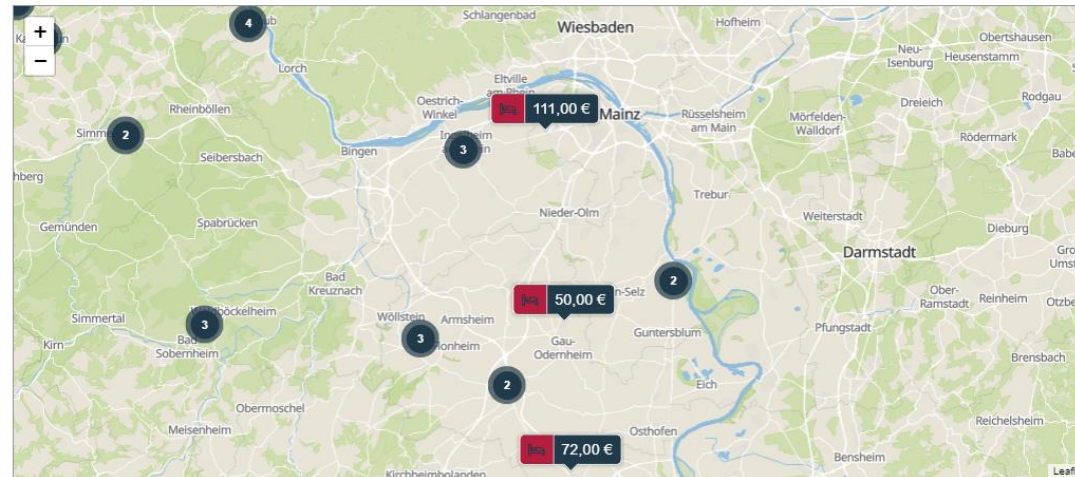 4
Schlangenbad
Wiesbaden
Hofheim
Obertshausen
+
−
Lorch
Neu-
Isenburg
Heusenstamm
Eltville
Rheinböllen
Oestrich-
Winkel
111,00 €
Mainz
Rüsselsheim
am Main
Mörfelden-
Walldorf
Dreieich
Rodgau
2
3
Rödermark
Seibersbach
Bingen
Trebur
Gemünden
Spabrücken
Nieder-Olm
Weiterstadt
Dieburg
Darmstadt
Bad
Kreuznach
2
50,00 €
Ober-
Ramstadt
Reinheim
Simmertal
3
Wöllstein
Armsheim
Guntersblum
Pfungstadt
Kirn
Bad
Sobernheim
3
Gau-
Odernheim
Brensbach
2
Eich
Obermoschel
Meisenheim
Osthofen
Reichelsheim
72,00 €
Bensheim
Kirchheimbolanden